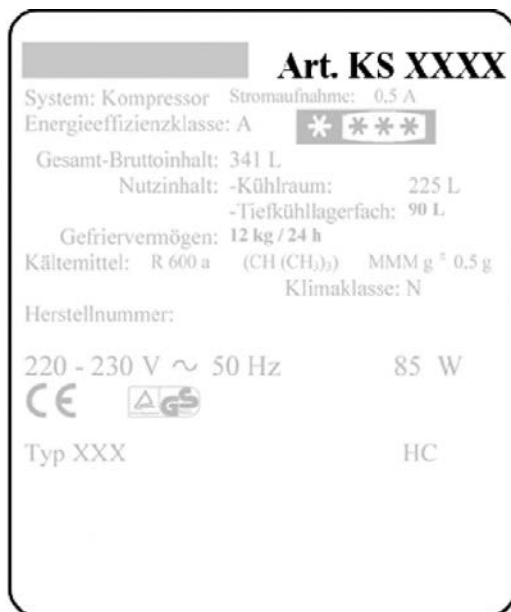 Art. KS XXXX
System: Kompressor Stromaufnahme: 0,5 A
Energieeffizienzklasse: A
Gesamt-Bruttoinhalt: 341 L
Nutzinhalt: -Kühlraum: 225 L
-Tiefkühllagerfach: 90 L
Gefriervermögen: 12 kg / 24 h
Kältemittel: R 600 a (CH (CH₃)₃) MMM g ± 0,5 g
Klimaklasse: N
Herstellnummer:
220 - 230 V ~ 50 Hz 85 W
CE GS
Typ XXX HC